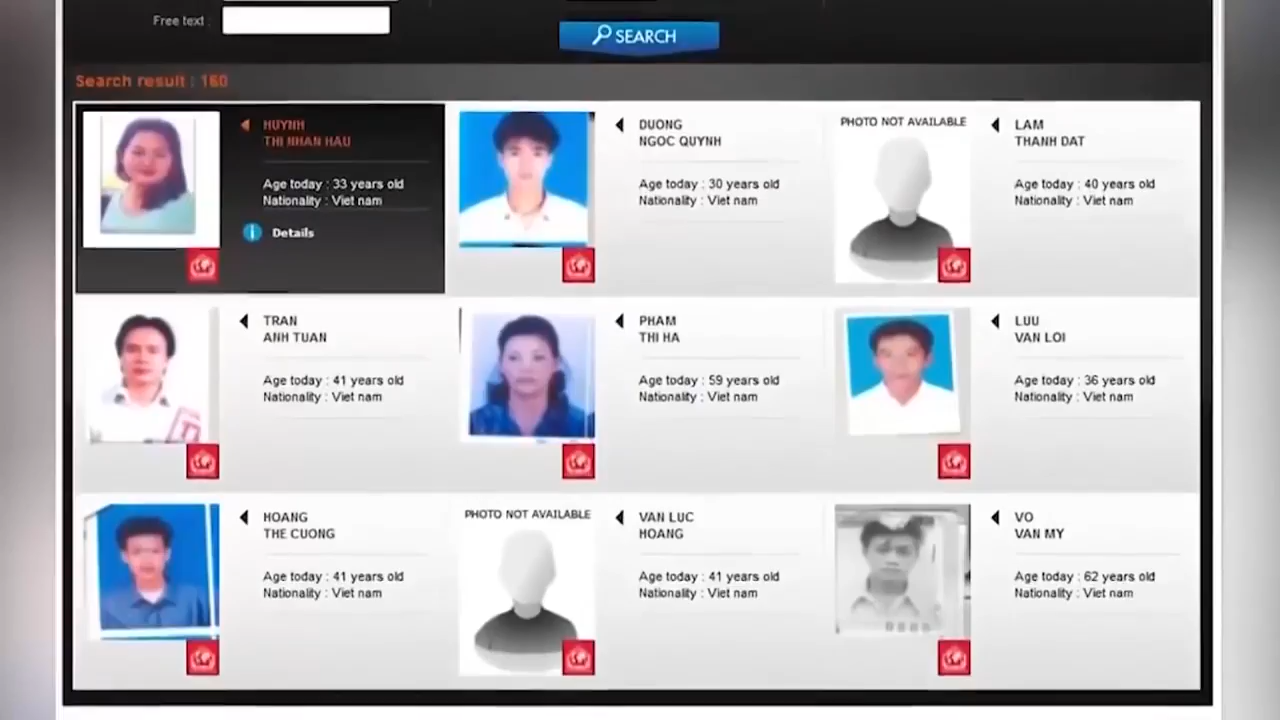 Free text :
SEARCH
Search result : 160
HUYNH
THI NHAN HAU
Age today : 33 years old
Nationality : Viet nam
Details
DUONG
NGOC QUYNH
Age today : 30 years old
Nationality : Viet nam
PHOTO NOT AVAILABLE
LAM
THANH DAT
Age today : 40 years old
Nationality : Viet nam
TRAN
ANH TUAN
Age today : 41 years old
Nationality : Viet nam
PHAM
THI HA
Age today : 59 years old
Nationality : Viet nam
LUU
VAN LOI
Age today : 36 years old
Nationality : Viet nam
HOANG
THE CUONG
Age today : 41 years old
Nationality : Viet nam
PHOTO NOT AVAILABLE
VAN LUC
HOANG
Age today : 41 years old
Nationality : Viet nam
VO
VAN MY
Age today : 62 years old
Nationality : Viet nam